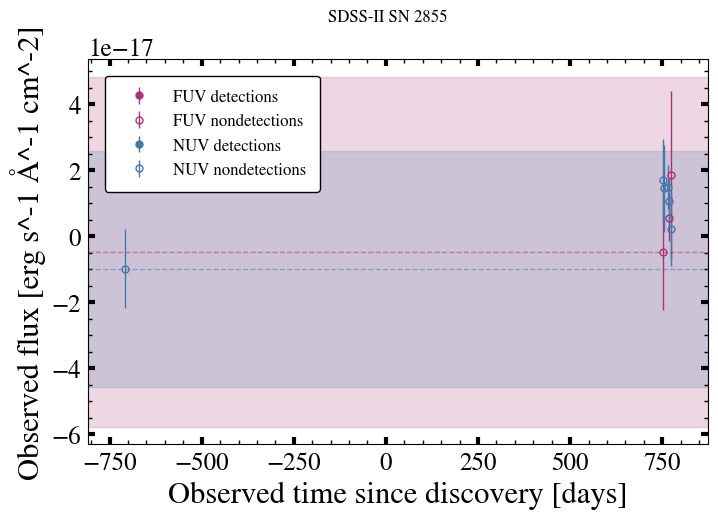 SDSS-II SN 2855
1e−17
FUV detections
FUV nondetections
NUV detections
NUV nondetections
4
2
0
−2
−4
−6
−750
−500
−250
0
250
500
750
Observed time since discovery [days]
Observed flux [erg s^-1 Å^-1 cm^-2]